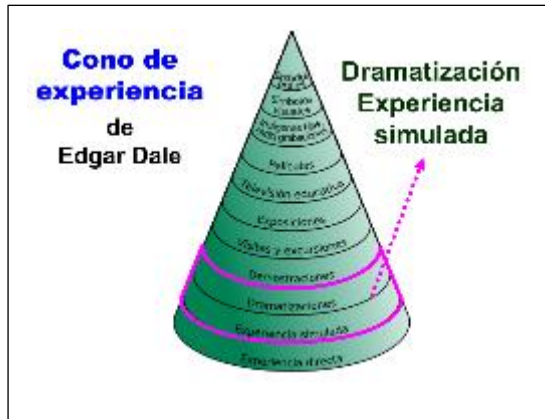 Cono de
experiencia
de
Edgar Dale
Dramatización
Experiencia
simulada
Símbolos
Películas
Televisión educativa
Exposiciones
Visitas y excursiones
Demostraciones
Dramatizaciones
Experiencia simulada
Experiencia directa